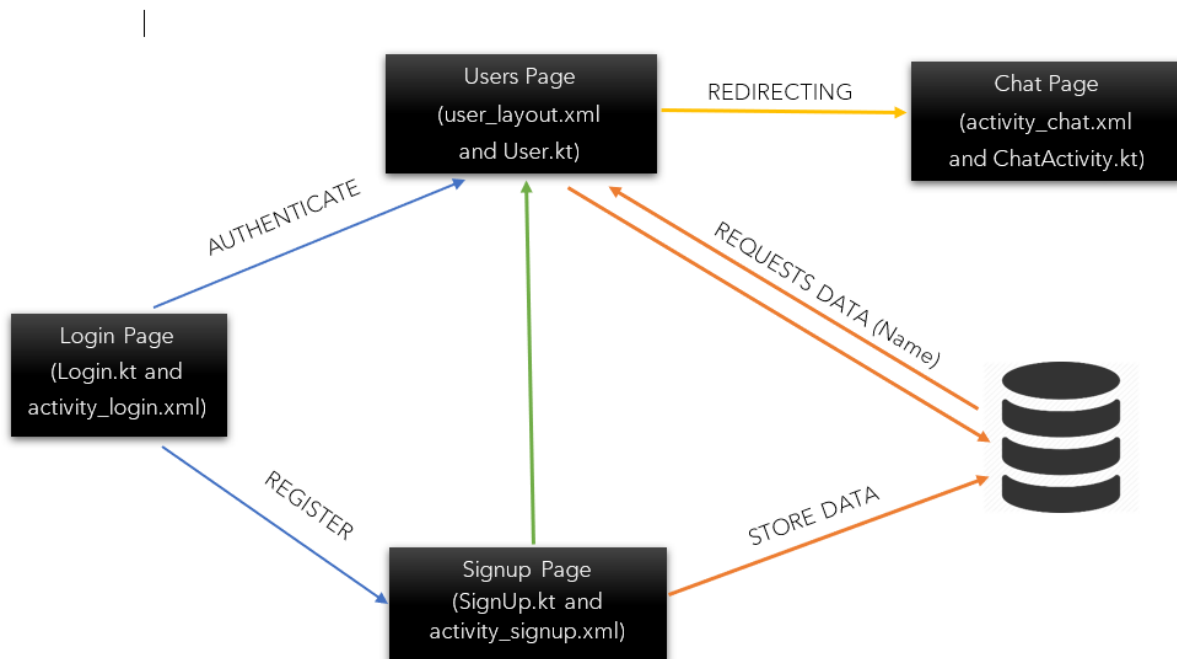 Users Page
(user_layout.xml
and User.kt)
REDIRECTING
Chat Page
(activity_chat.xml
and ChatActivity.kt)
AUTHENTICATE
REQUESTS DATA (Name)
Login Page
(Login.kt and
activity_login.xml)
REGISTER
STORE DATA
Signup Page
(SignUp.kt and
activity_signup.xml)